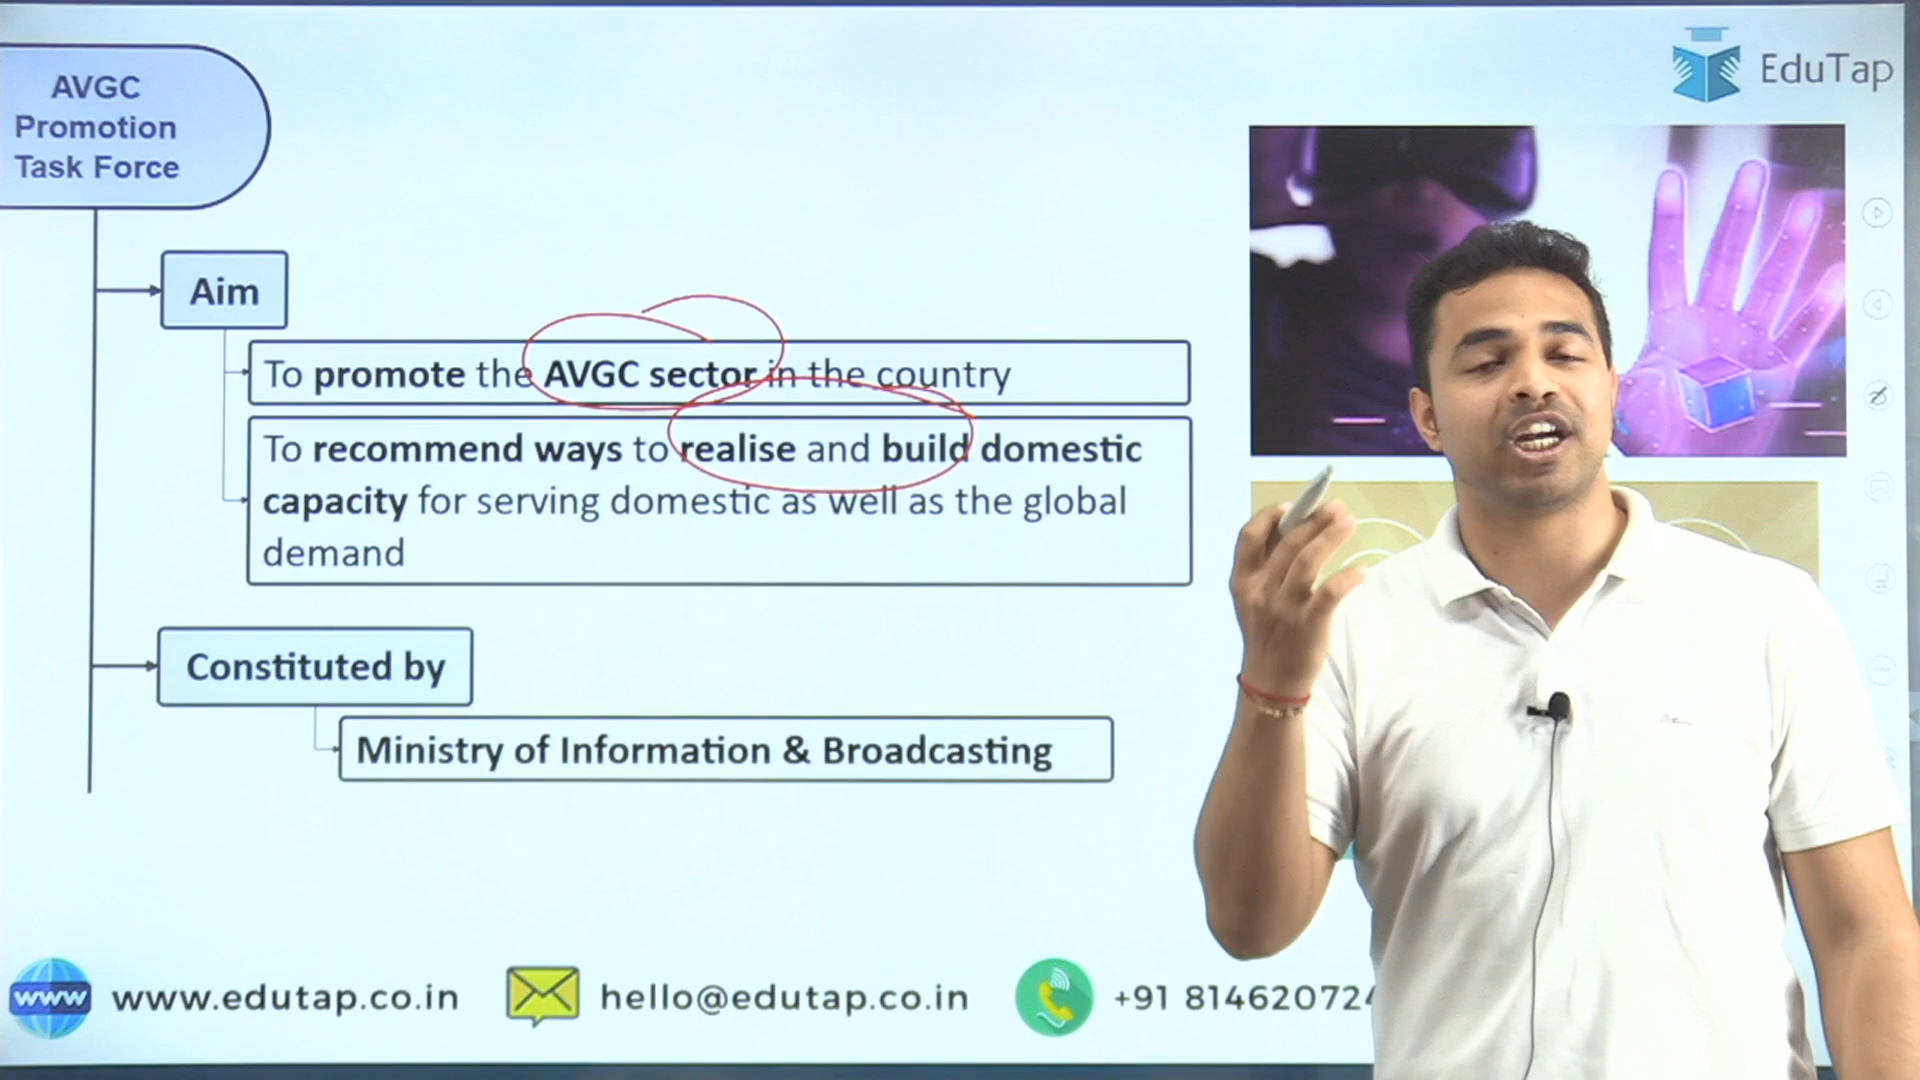 EduTap
AVGC
Promotion
Task Force
Aim
To promote the AVGC sector in the country
To recommend ways to realise and build domestic
capacity for serving domestic as well as the global
demand
Constituted by
Ministry of Information & Broadcasting
www
www.edutap.co.in
hello@edutap.co.in
+91 81462072